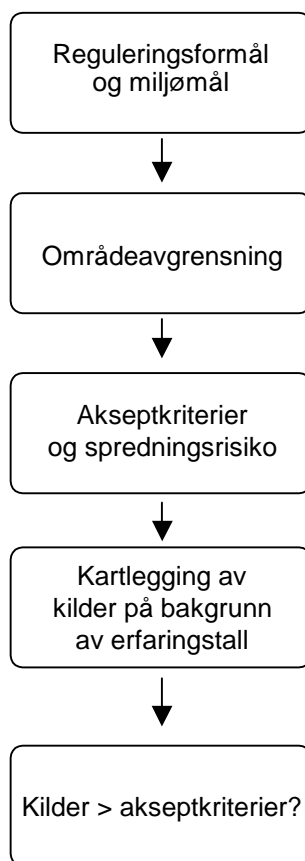 Reguleringsformål
og miljømål
Områdeavgrensning
Akseptkriterier
og spredningsrisiko
Kartlegging av
kilder på bakgrunn
av erfaringstall
Kilder > akseptkriterier?